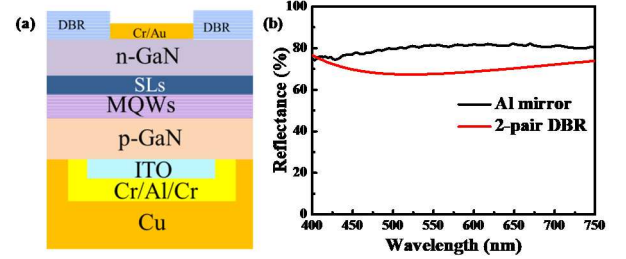 (a)
DBR
Cr/Au
DBR
n-GaN
SLs
MQWs
p-GaN
ITO
Cr/Al/Cr
Cu
(b)
100
80
60
40
20
0
Reflectance (%)
Al mirror
2-pair DBR
400 450 500 550 600 650 700 750
Wavelength (nm)